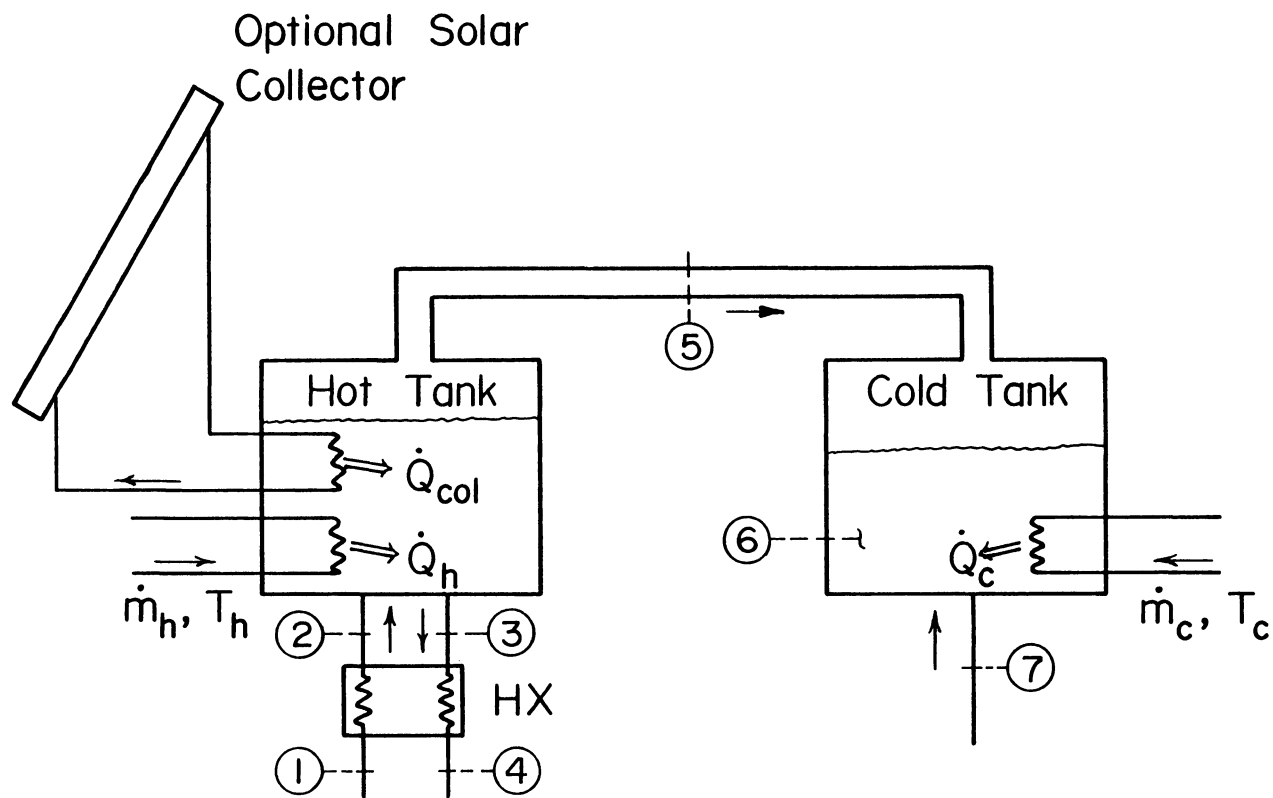 Optional Solar
Collector
5
Hot Tank
Cold Tank
Q̇col
Q̇h
6
Q̇c
ṁh, Th
ṁc, Tc
2
3
7
HX
1
4